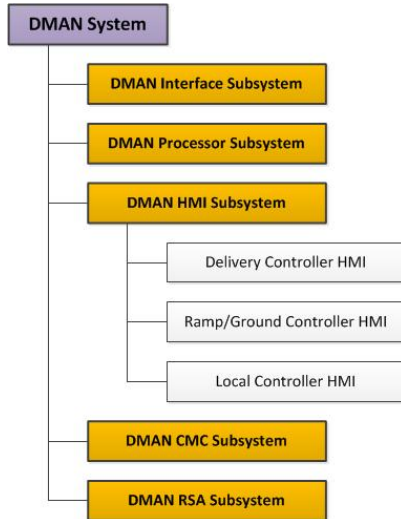 DMAN System
DMAN Interface Subsystem
DMAN Processor Subsystem
DMAN HMI Subsystem
Delivery Controller HMI
Ramp/Ground Controller HMI
Local Controller HMI
DMAN CMC Subsystem
DMAN RSA Subsystem